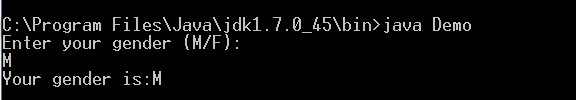 C:\Program Files\Java\jdk1.7.0_45\bin>java Demo
Enter your gender (M/F):
M
Your gender is:M